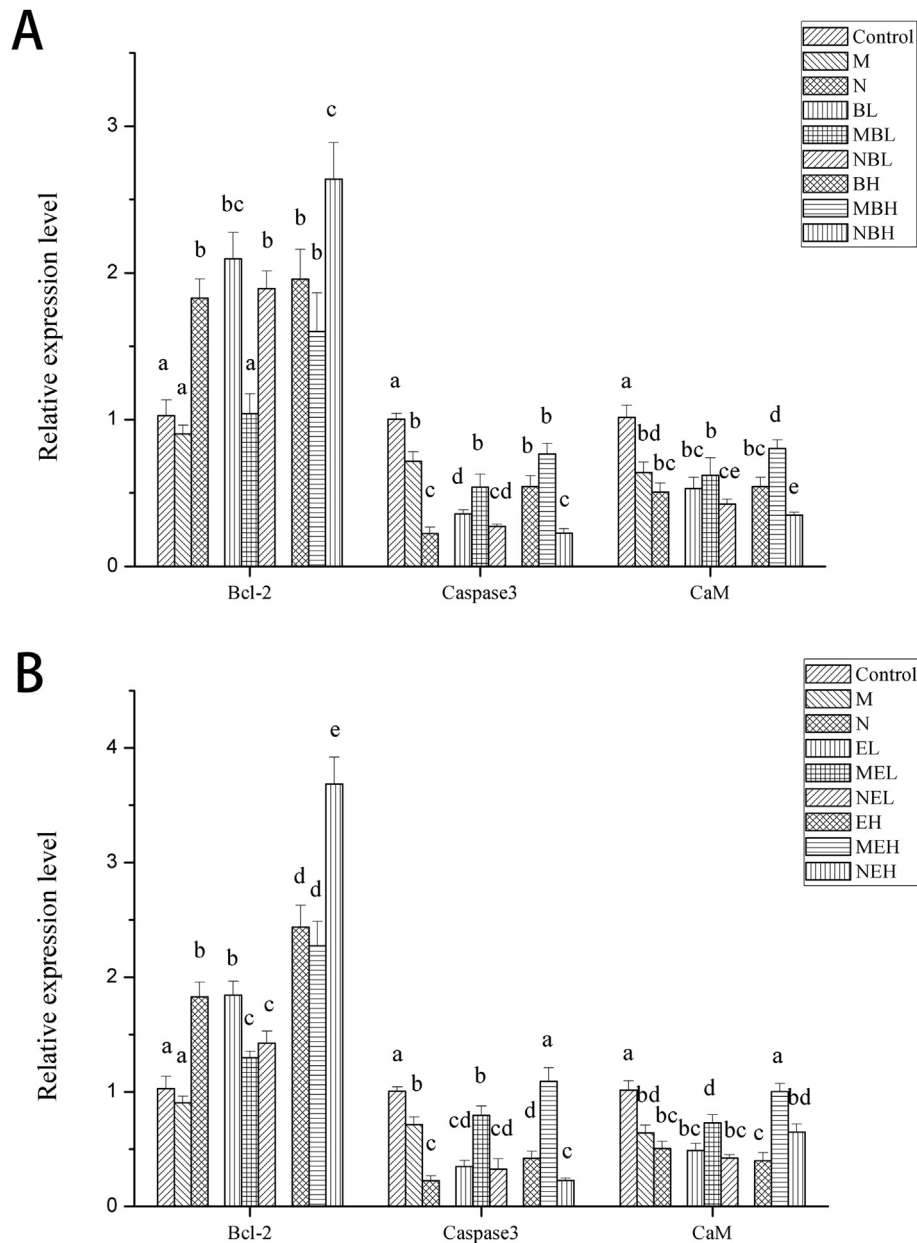 A
Relative expression level
3
2
1
0
a
a
b
bc
a
b
b
b
c
a
b
c
d
b
cd
b
b
c
a
bd
bc
bc
b
ce
bc
d
e
Bcl-2
Caspase3
CaM
Control
M
N
BL
MBL
NBL
BH
MBH
NBH
B
Relative expression level
4
3
2
1
0
a
a
b
b
c
c
d
d
e
a
b
c
cd
b
cd
d
a
c
a
bd
bc
bc
d
bc
c
a
bd
Bcl-2
Caspase3
CaM
Control
M
N
EL
MEL
NEL
EH
MEH
NEH